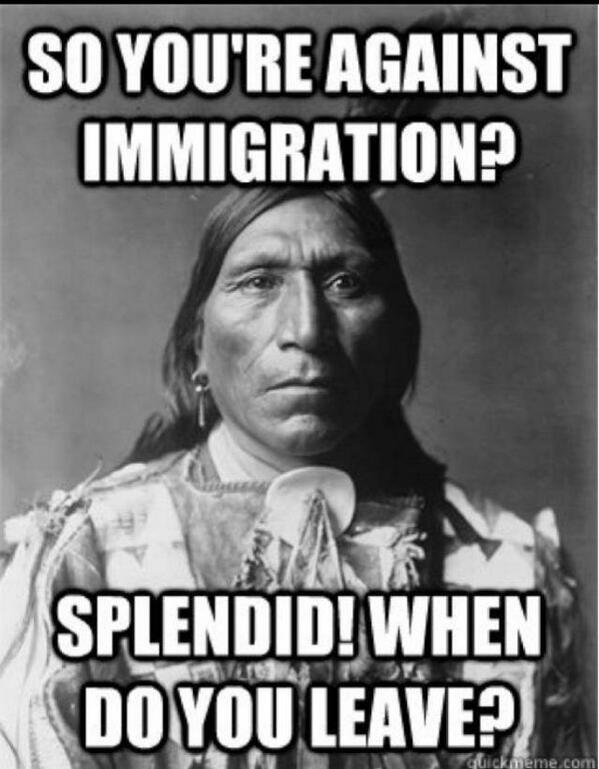 SO YOU'RE AGAINST
IMMIGRATION?
SPLENDID! WHEN
DO YOU LEAVE?
quickmeme.com